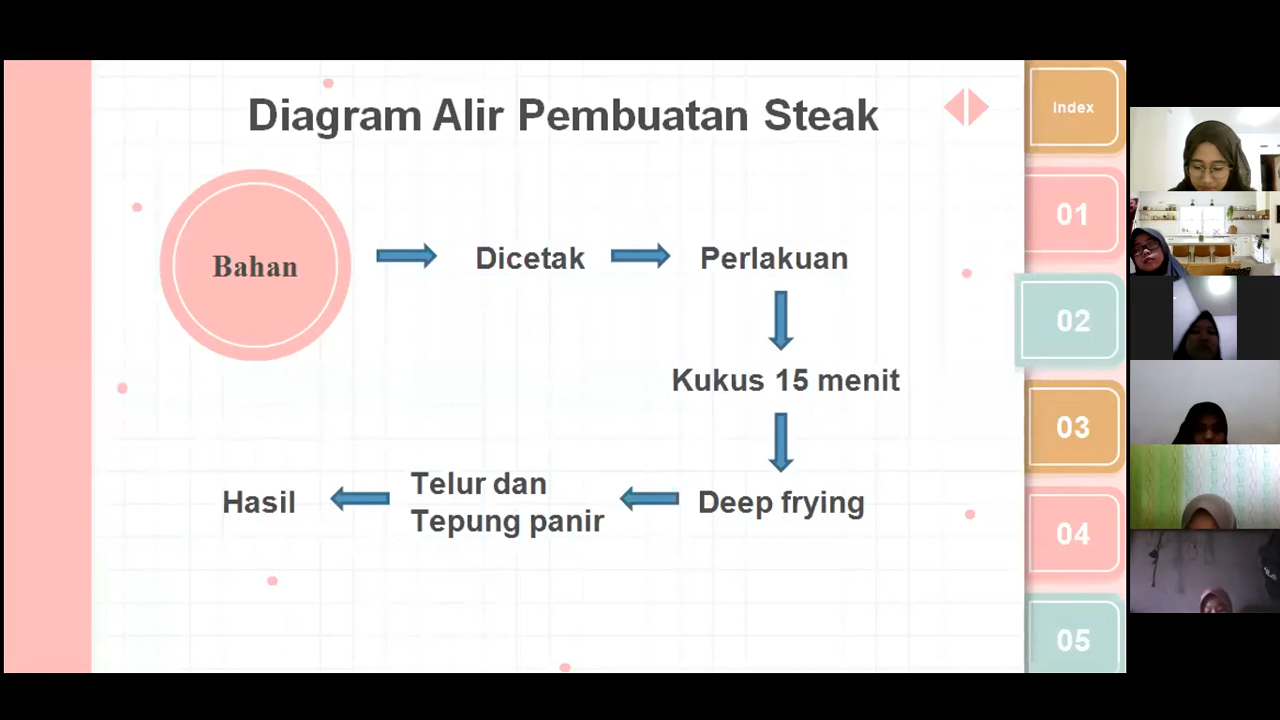 Diagram Alir Pembuatan Steak
Bahan
Dicetak
Perlakuan
Kukus 15 menit
Deep frying
Telur dan
Tepung panir
Hasil
Index
01
02
03
04
05